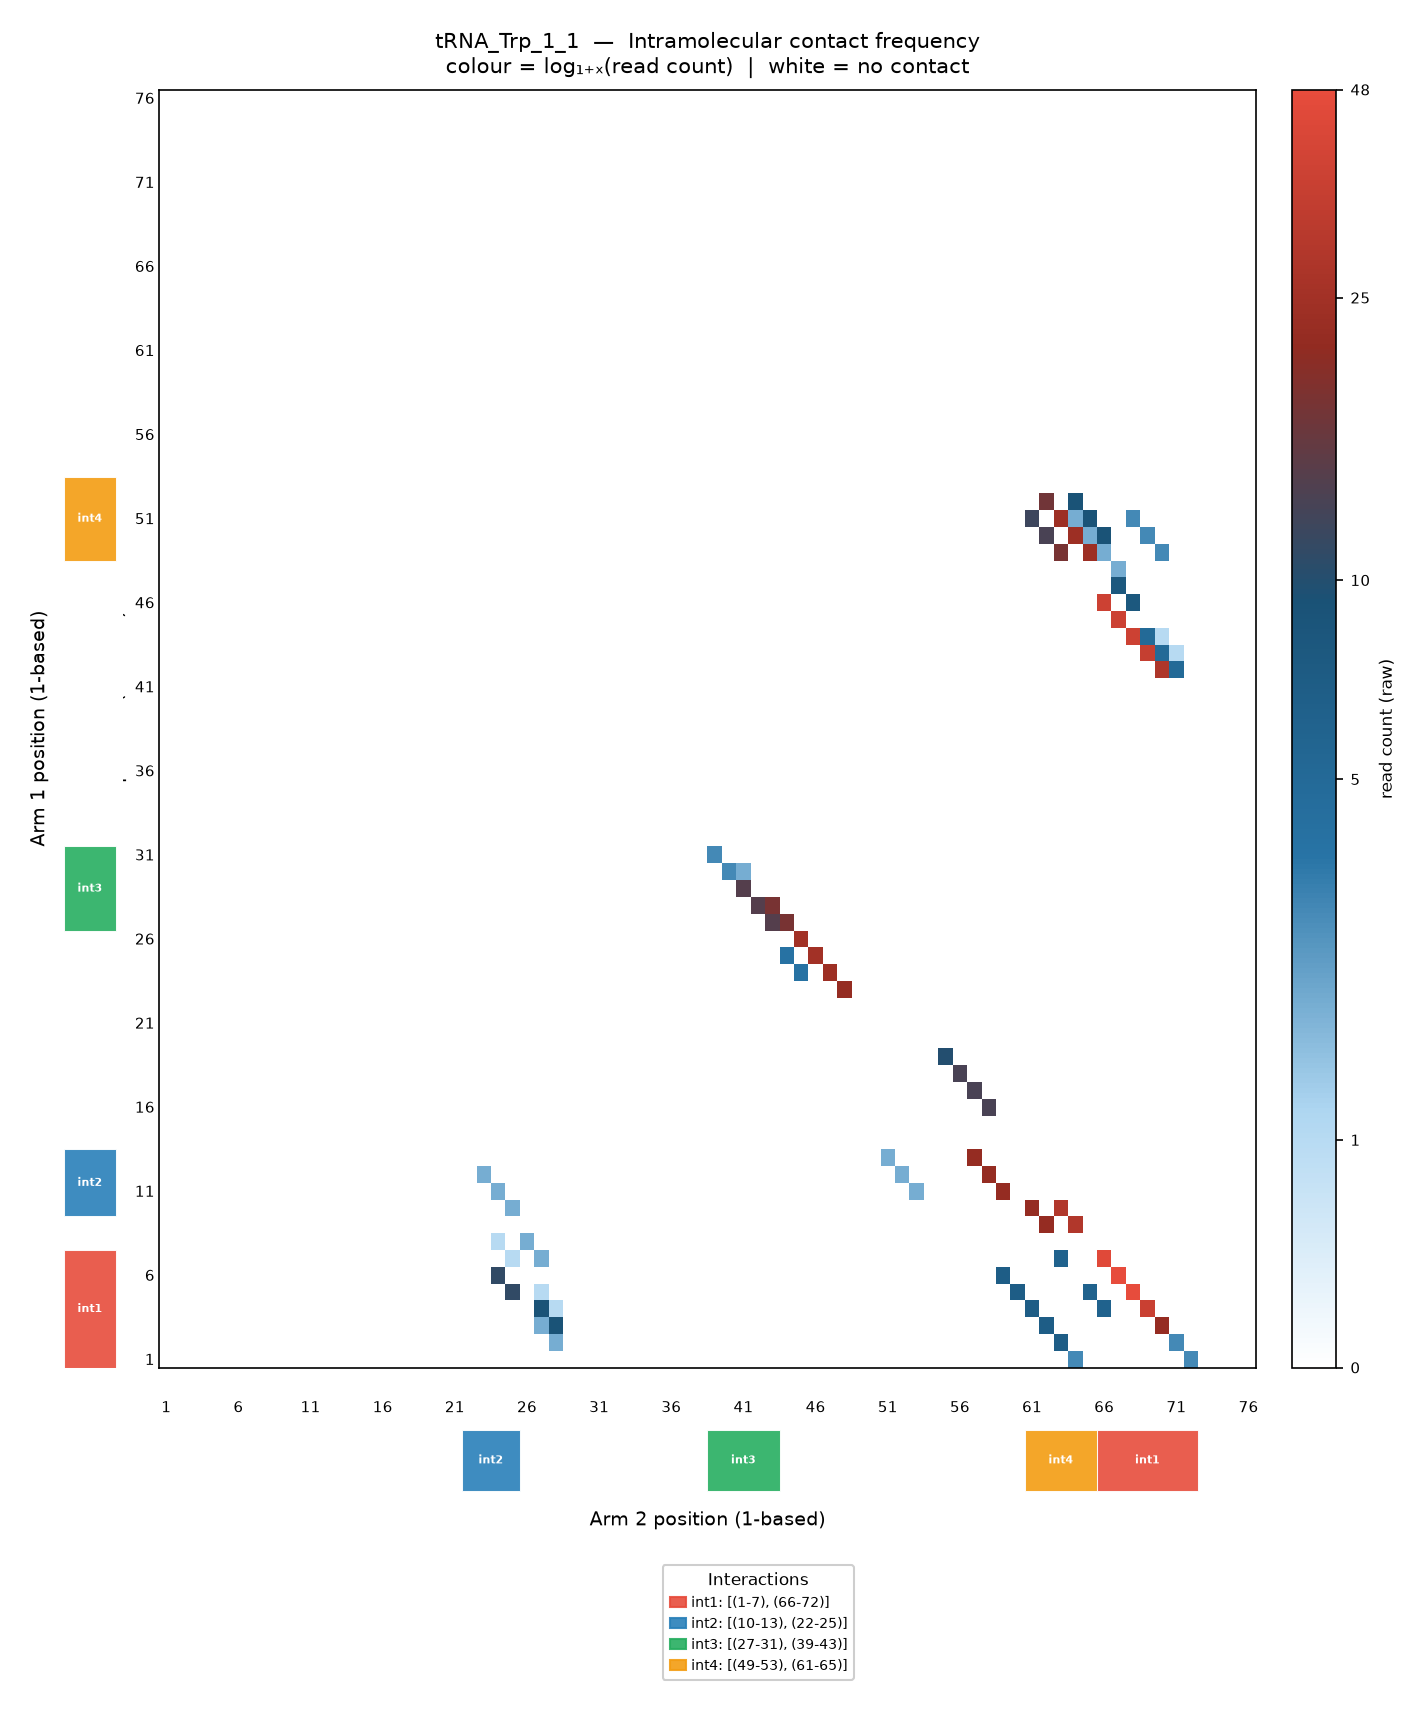 tRNA_Trp_1_1  —  Intramolecular contact frequency
colour = log₁₊ₓ(read count)  |  white = no contact
76
71
66
61
56
51
46
41
36
31
26
21
16
11
6
1
Arm 1 position (1-based)
int4
int3
int2
int1
1 6 11 16 21 26 31 36 41 46 51 56 61 66 71 76
int2 int3 int4 int1
Arm 2 position (1-based)
48
25
10
5
1
0
read count (raw)
Interactions
int1: [(1-7), (66-72)]
int2: [(10-13), (22-25)]
int3: [(27-31), (39-43)]
int4: [(49-53), (61-65)]